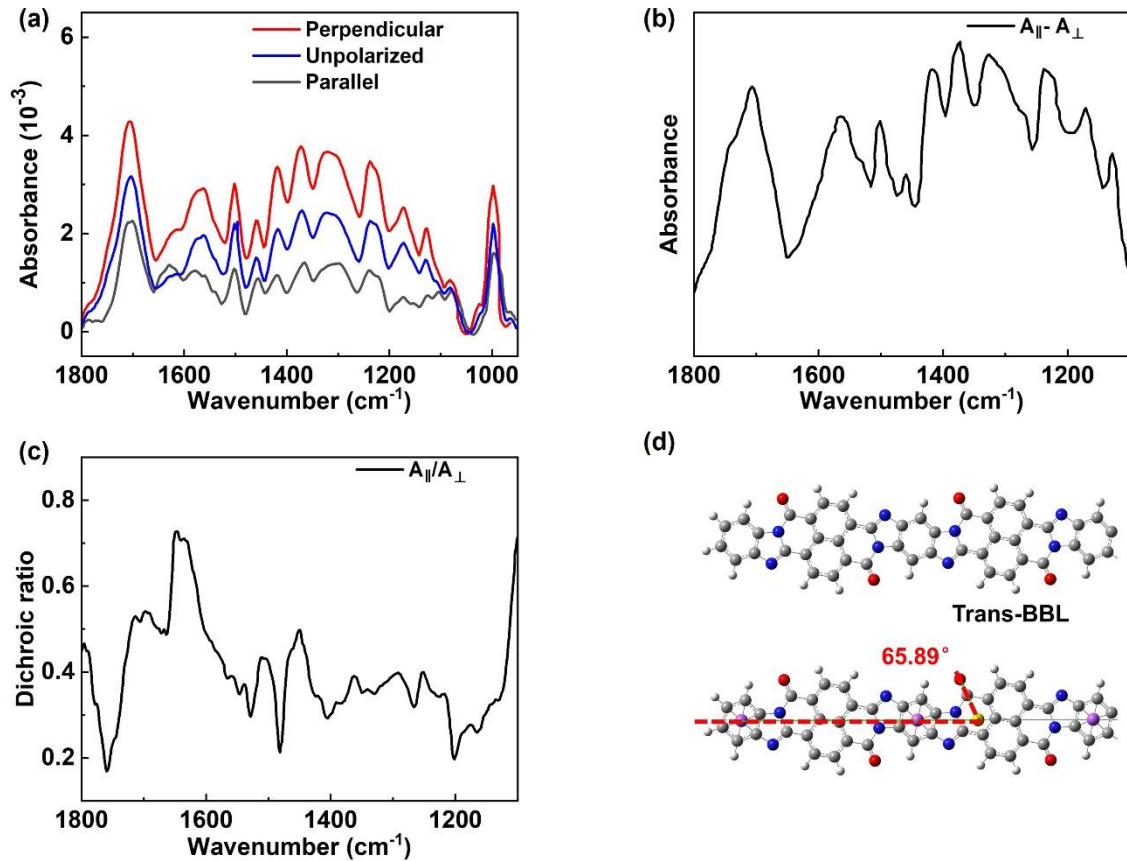 (a)
6
4
2
0
Absorbance (10⁻³)
Perpendicular
Unpolarized
Parallel
1800 1600 1400 1200 1000
Wavenumber (cm⁻¹)
(b)
Absorbance
A∥- A⊥
1800 1600 1400 1200
Wavenumber (cm⁻¹)
(c)
0.8
0.6
0.4
0.2
Dichroic ratio
A∥/A⊥
1800 1600 1400 1200
Wavenumber (cm⁻¹)
(d)
Trans-BBL
65.89°